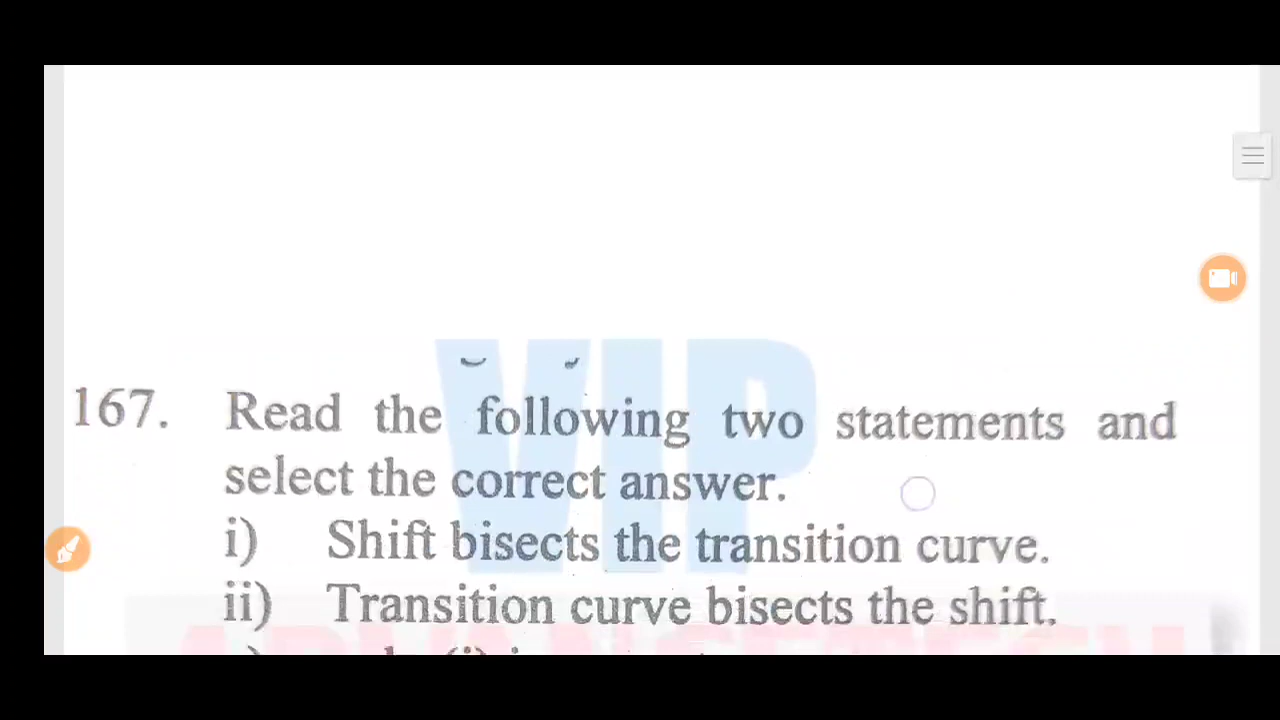 VIP
167. Read the following two statements and
select the correct answer.
i) Shift bisects the transition curve.
ii) Transition curve bisects the shift.